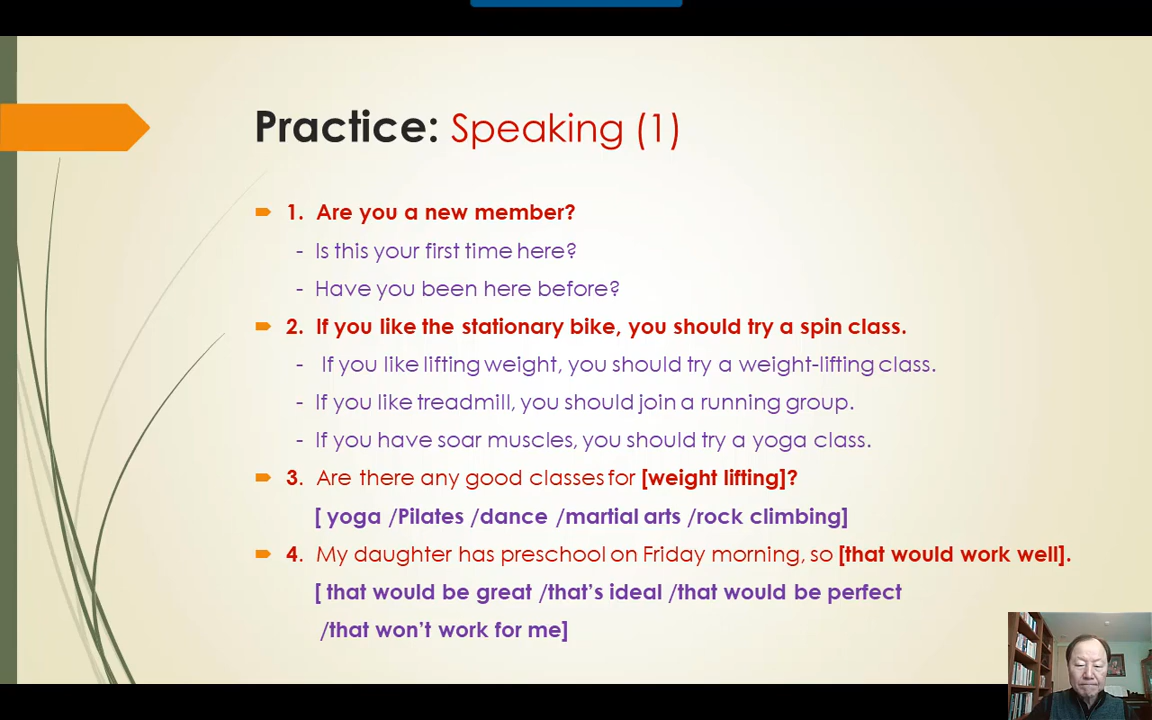 Practice: Speaking (1)
1. Are you a new member?
- Is this your first time here?
- Have you been here before?
2. If you like the stationary bike, you should try a spin class.
- If you like lifting weight, you should try a weight-lifting class.
- If you like treadmill, you should join a running group.
- If you have soar muscles, you should try a yoga class.
3. Are there any good classes for [weight lifting]?
[ yoga /Pilates /dance /martial arts /rock climbing]
4. My daughter has preschool on Friday morning, so [that would work well].
[ that would be great /that's ideal /that would be perfect
/that won't work for me]